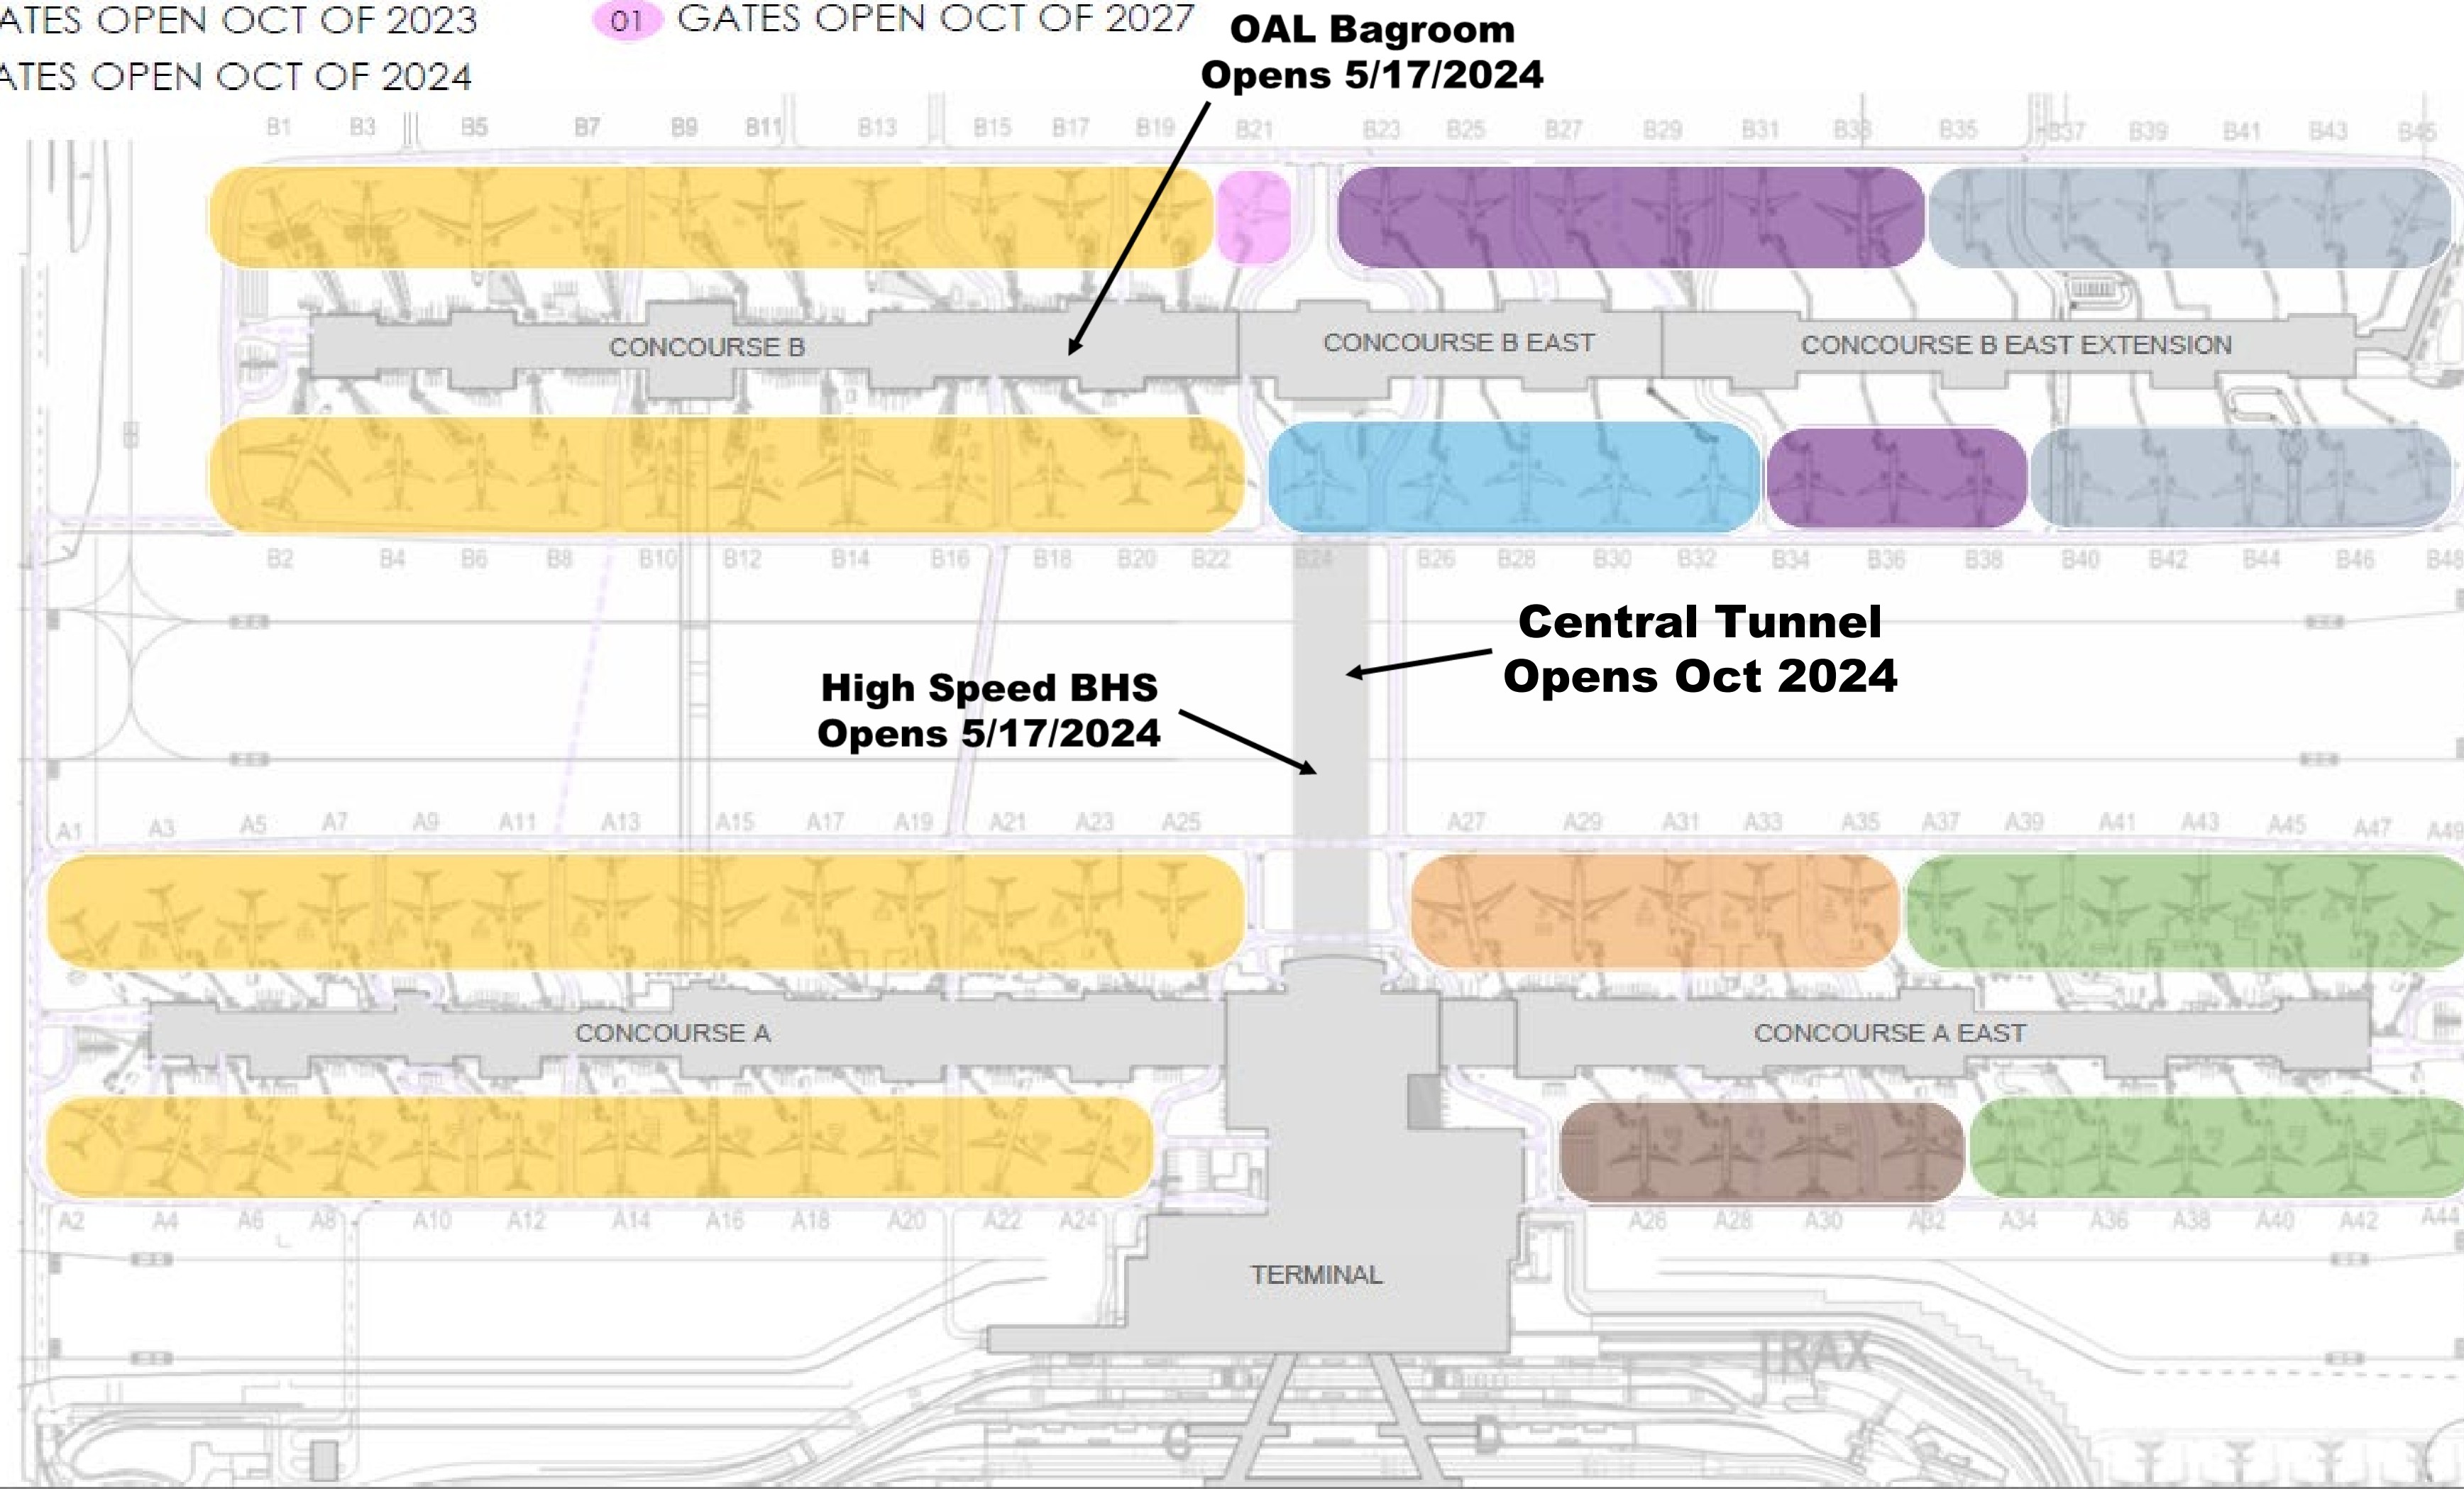 ATES OPEN OCT OF 2023
01 GATES OPEN OCT OF 2027
ATES OPEN OCT OF 2024
OAL Bagroom
Opens 5/17/2024
B1 B3 B5 B7 B9 B11 B13 B15 B17 B19 B21 B23 B25 B27 B29 B31 B33 B35 B37 B39 B41 B43 B45
CONCOURSE B
CONCOURSE B EAST
CONCOURSE B EAST EXTENSION
B2 B4 B6 B8 B10 B12 B14 B16 B18 B20 B22 B24 B26 B28 B30 B32 B34 B36 B38 B40 B42 B44 B46 B48
Central Tunnel
Opens Oct 2024
High Speed BHS
Opens 5/17/2024
A1 A3 A5 A7 A9 A11 A13 A15 A17 A19 A21 A23 A25 A27 A29 A31 A33 A35 A37 A39 A41 A43 A45 A47 A49
CONCOURSE A
CONCOURSE A EAST
A2 A4 A6 A8 A10 A12 A14 A16 A18 A20 A22 A24 A26 A28 A30 A32 A34 A36 A38 A40 A42 A44
TERMINAL
TRAX